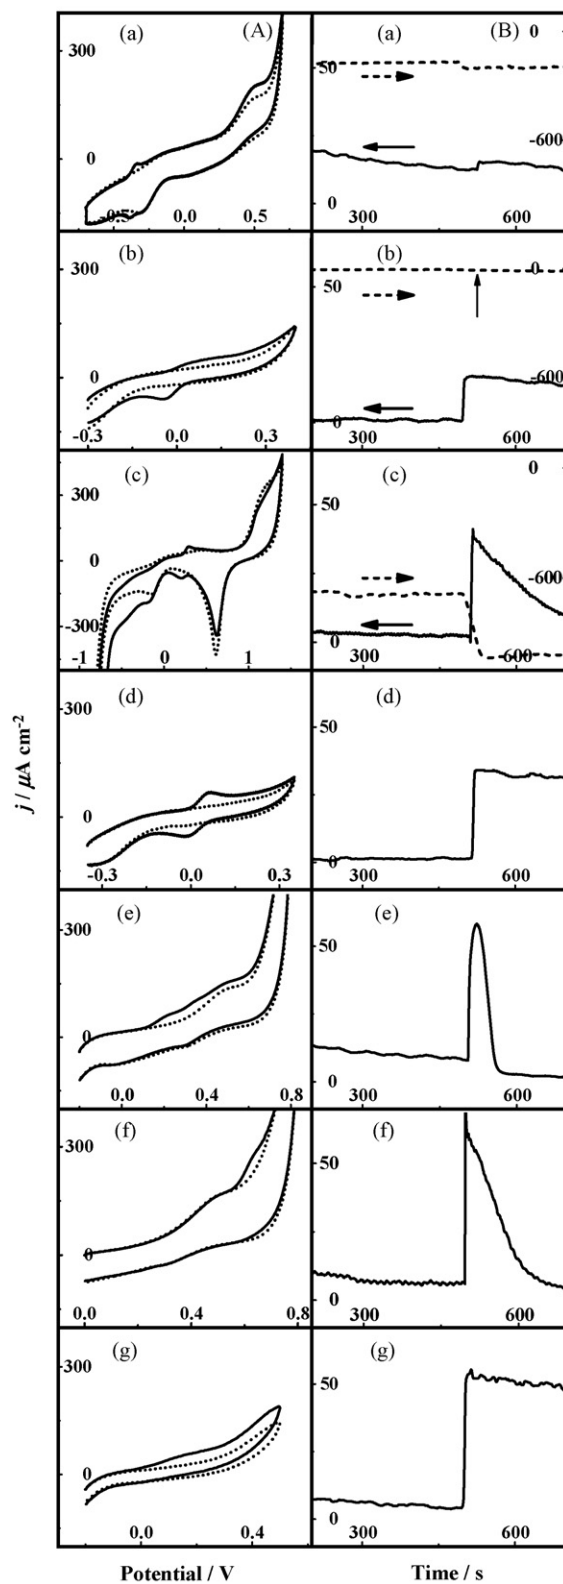 (a) (A) (a) (B) 0
300 50
0 -600
-0.5 0.0 0.5 0 300 600
(b) (b) 0
300 50
0 -600
-0.3 0.0 0.3 0 300 600
(c) (c) 0
300 50
0 -600
-300 0
-1 0 1 300 -600 600
(d) (d)
300 50
0 0
-0.3 0.0 0.3 300 600
(e) (e)
300 50
0 0
0.0 0.4 0.8 300 600
(f) (f)
300 50
0 0
0.0 0.4 0.8 300 600
(g) (g)
300 50
0 0
0.0 0.4 300 600
j / μA cm-2
Potential / V Time / s